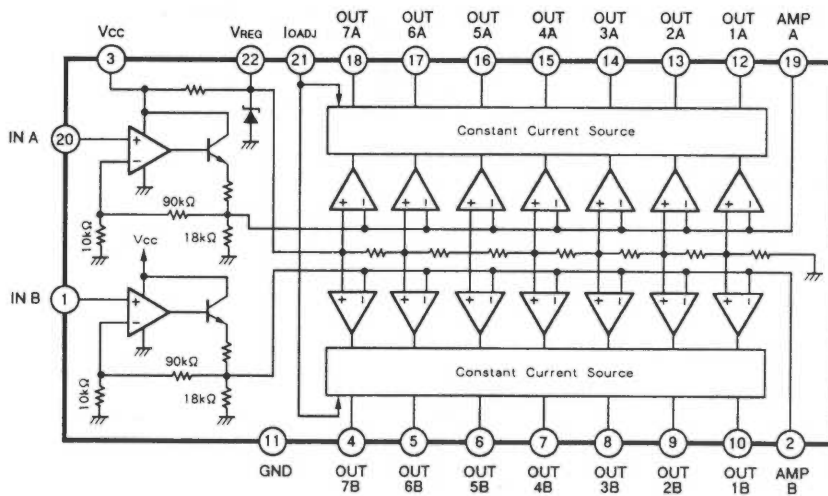 Vcc VREG IOADJ OUT 7A OUT 6A OUT 5A OUT 4A OUT 3A OUT 2A OUT 1A AMP A
3 22 21 18 17 16 15 14 13 12 19
Constant Current Source
IN A 20
+
−
90kΩ
10kΩ
18kΩ
+ − + − + − + − + − + − + −
Vcc
IN B 1
+
−
90kΩ
10kΩ
18kΩ
+ − + − + − + − + − + − + −
Constant Current Source
11 4 5 6 7 8 9 10 2
GND OUT 7B OUT 6B OUT 5B OUT 4B OUT 3B OUT 2B OUT 1B AMP B